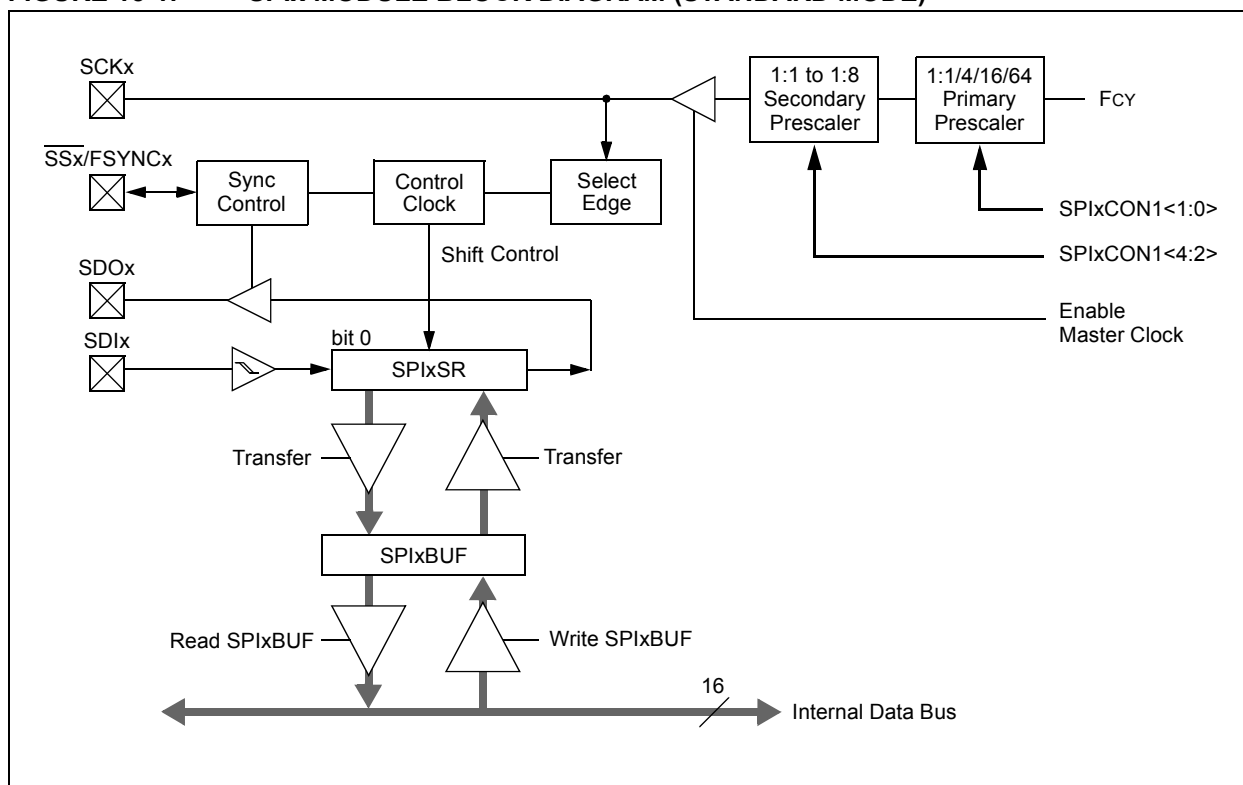 SCKx
1:1 to 1:8
Secondary
Prescaler
1:1/4/16/64
Primary
Prescaler
FCY
SSx/FSYNCx
Sync
Control
Control
Clock
Select
Edge
SPIxCON1<1:0>
Shift Control
SPIxCON1<4:2>
SDOx
Enable
Master Clock
SDIx
bit 0
SPIxSR
Transfer
Transfer
SPIxBUF
Read SPIxBUF
Write SPIxBUF
16
Internal Data Bus